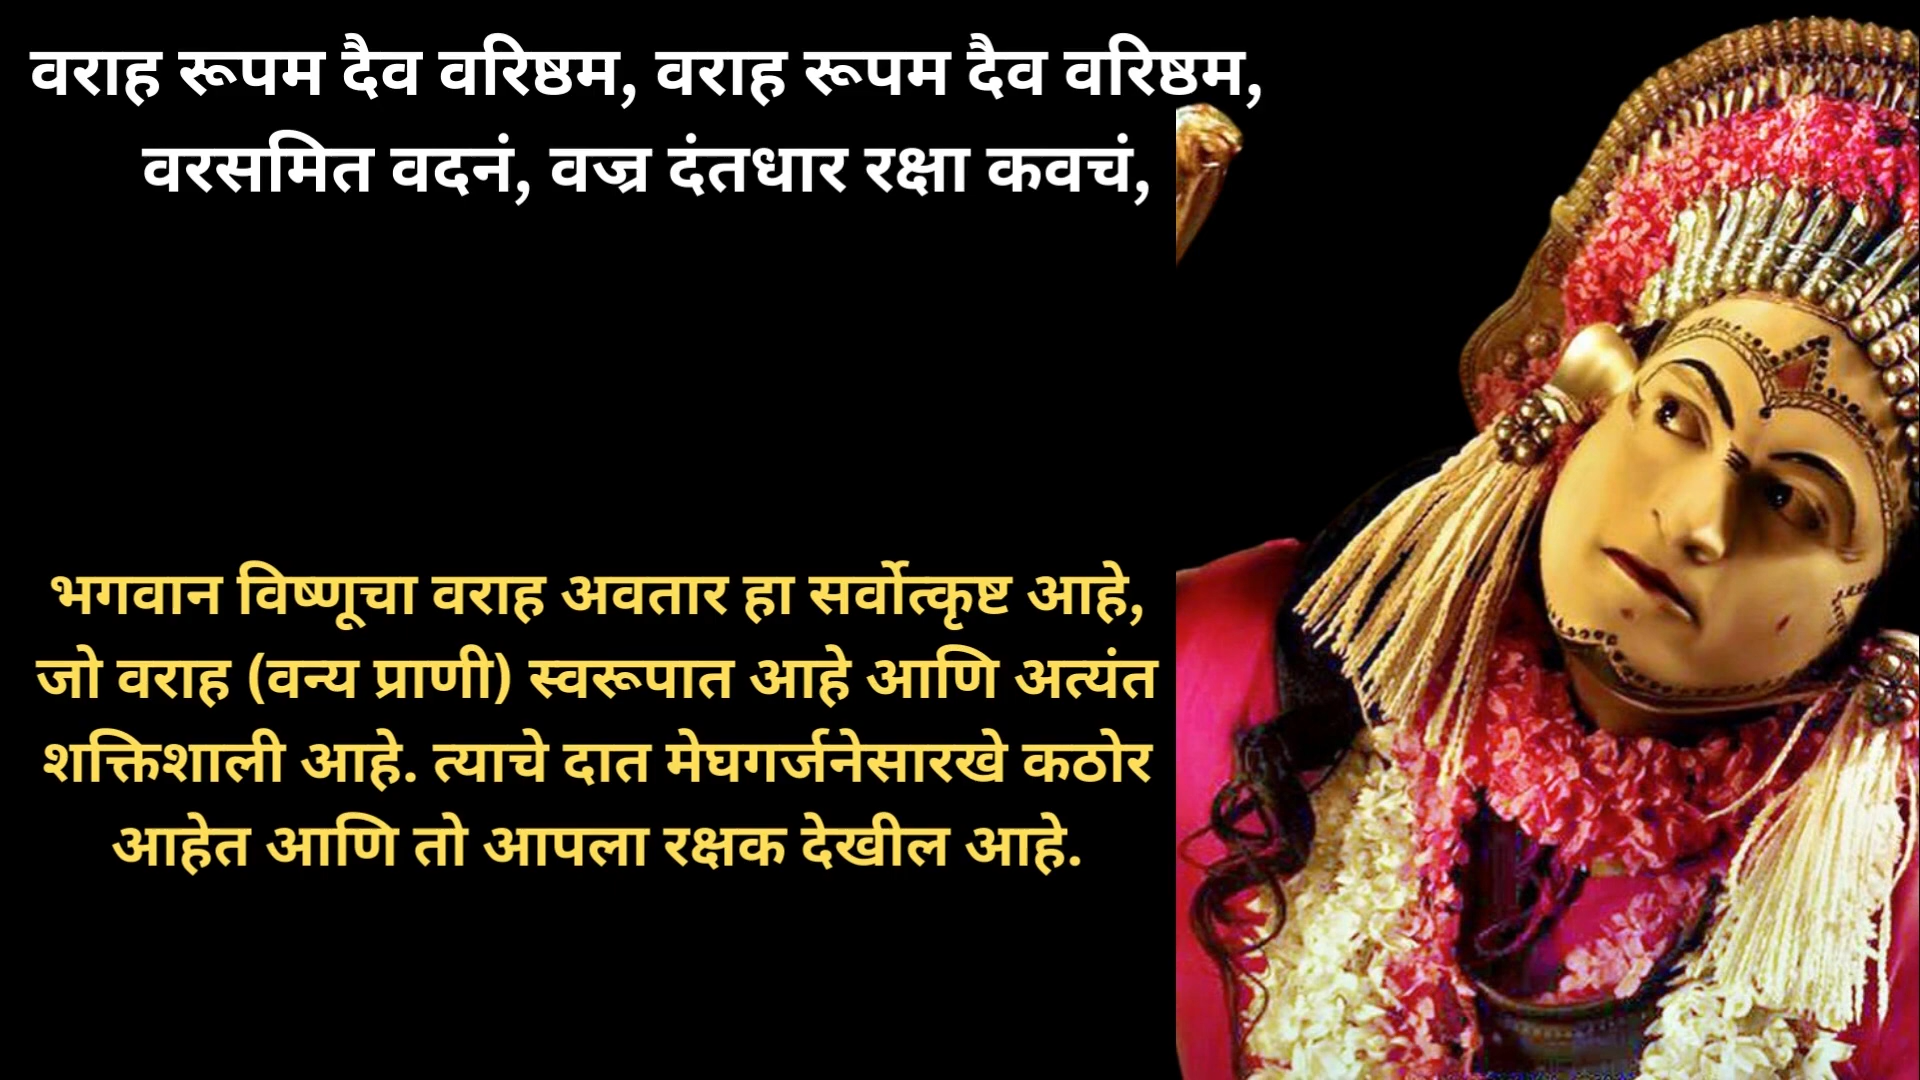 वराह रूपम दैव वरिष्ठम, वराह रूपम दैव वरिष्ठम,
वरसमित वदनं, वज्र दंतधार रक्षा कवचं,
भगवान विष्णूचा वराह अवतार हा सर्वोत्कृष्ट आहे,
जो वराह (वन्य प्राणी) स्वरूपात आहे आणि अत्यंत
शक्तिशाली आहे. त्याचे दात मेघगर्जनेसारखे कठोर
आहेत आणि तो आपला रक्षक देखील आहे.